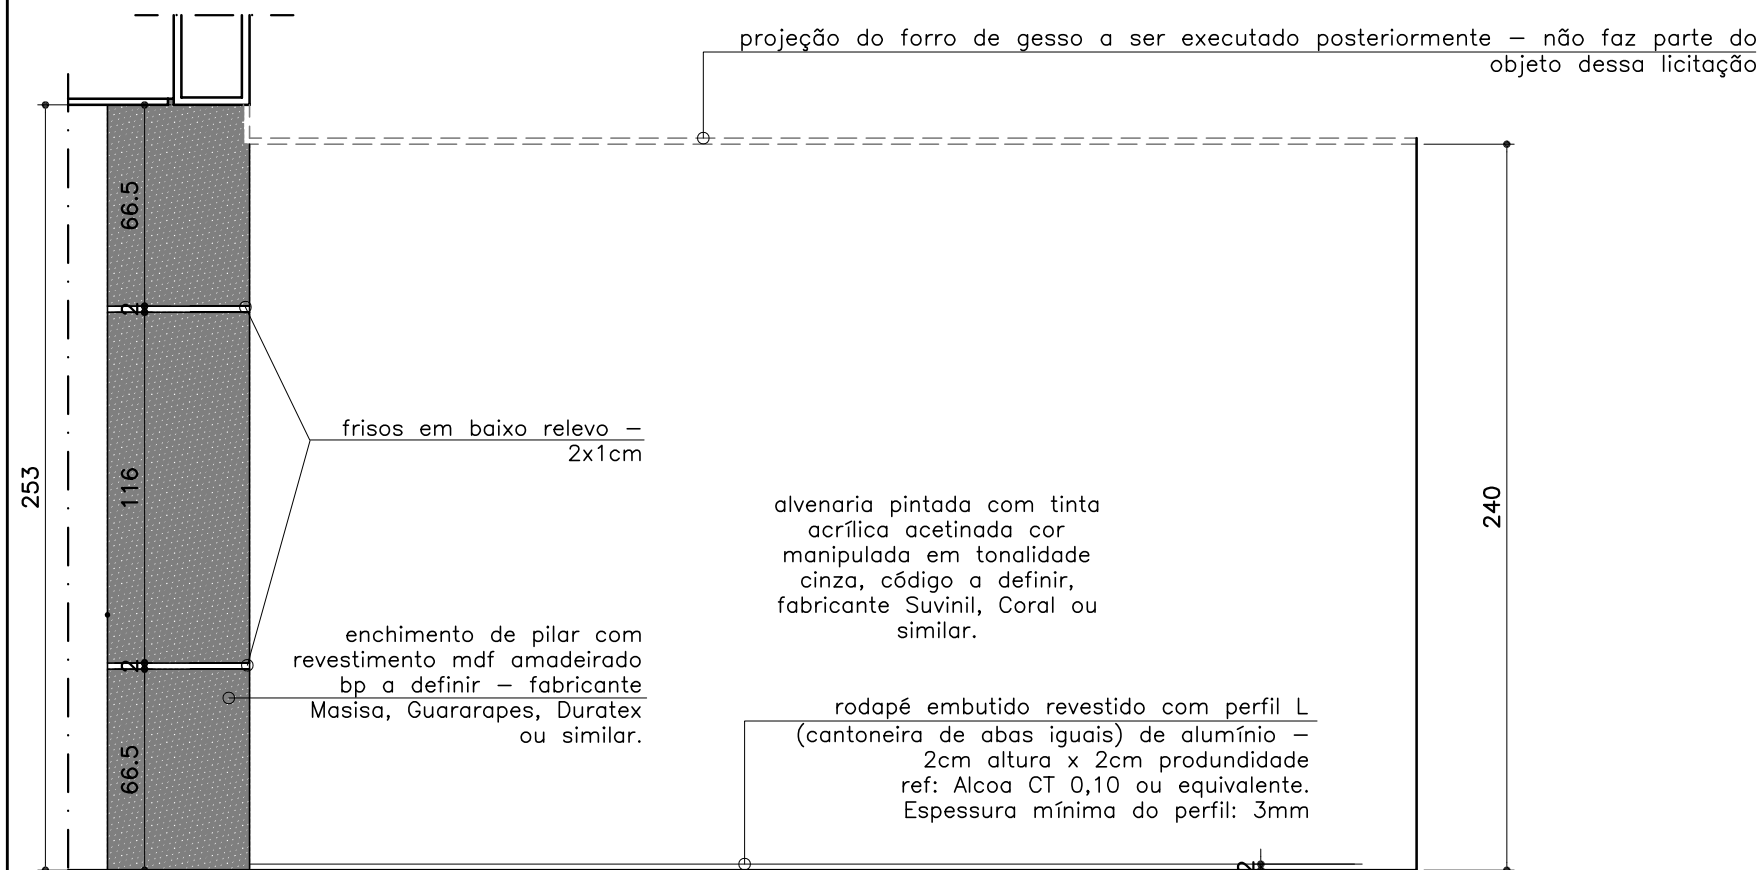 projeção do forro de gesso a ser executado posteriormente – não faz parte do
objeto dessa licitação
66.5
2
frisos em baixo relevo –
2x1cm
253
116
240
alvenaria pintada com tinta
acrílica acetinada cor
manipulada em tonalidade
cinza, código a definir,
fabricante Suvinil, Coral ou
similar.
enchimento de pilar com
revestimento mdf amadeirado
bp a definir – fabricante
Masisa, Guararapes, Duratex
ou similar.
2
66.5
rodapé embutido revestido com perfil L
(cantoneira de abas iguais) de alumínio –
2cm altura x 2cm produndidade
ref: Alcoa CT 0,10 ou equivalente.
Espessura mínima do perfil: 3mm
2